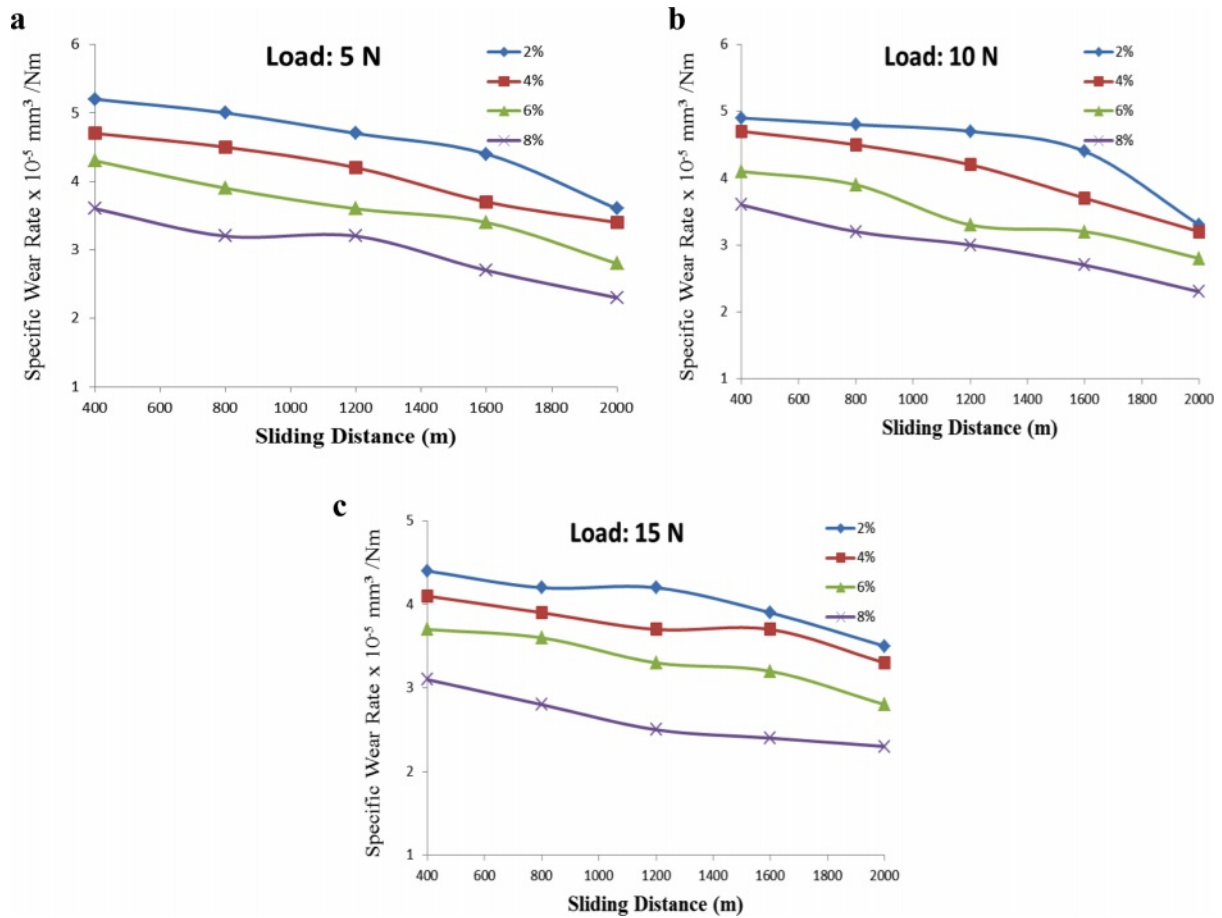 a
Load: 5 N
2%
4%
6%
8%
Specific Wear Rate x 10⁻⁵ mm³ /Nm
6
5
4
3
2
1
400 600 800 1000 1200 1400 1600 1800 2000
Sliding Distance (m)
b
Load: 10 N
2%
4%
6%
8%
Specific Wear Rate x 10⁻⁵ mm³ /Nm
6
5
4
3
2
1
400 600 800 1000 1200 1400 1600 1800 2000
Sliding Distance (m)
c
Load: 15 N
2%
4%
6%
8%
Specific Wear Rate x 10⁻⁵ mm³ /Nm
5
4
3
2
1
400 600 800 1000 1200 1400 1600 1800 2000
Sliding Distance (m)